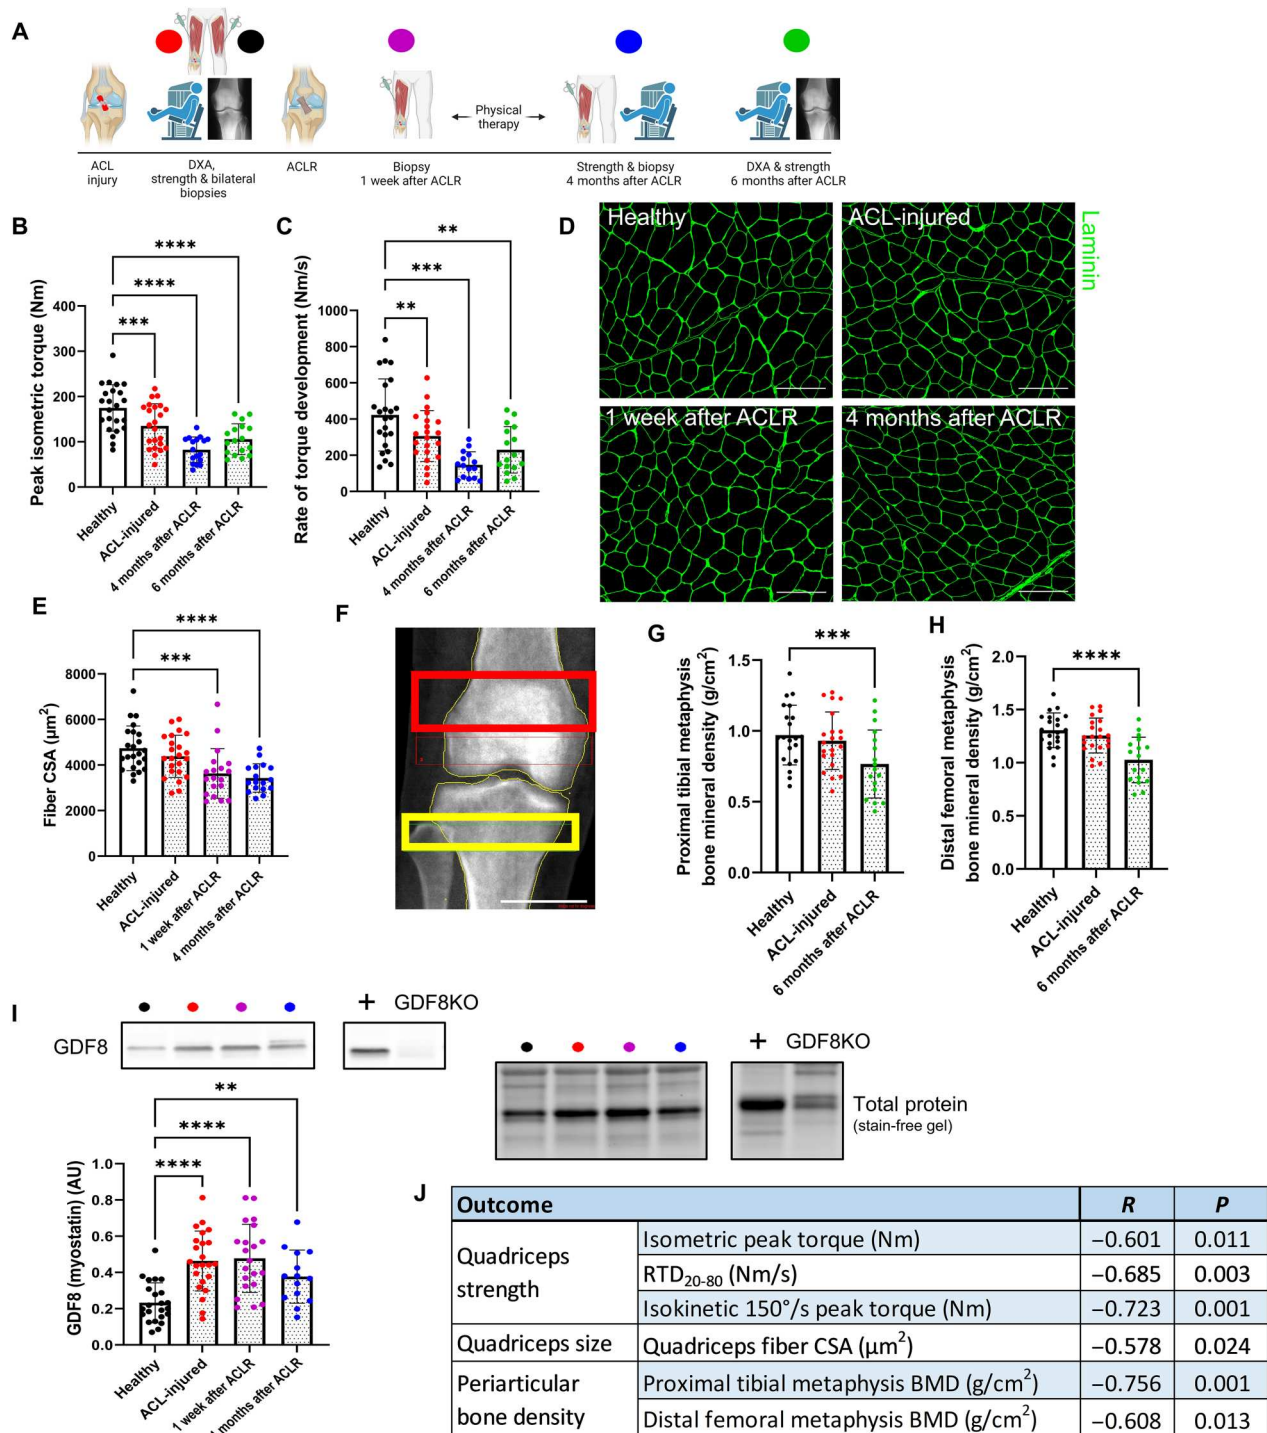 A
Physical
therapy
ACL
injury
DXA,
strength & bilateral
biopsies
ACLR
Biopsy
1 week after ACLR
Strength & biopsy
4 months after ACLR
DXA & strength
6 months after ACLR
B
Peak isometric torque (Nm)
400
300
200
100
0
****
****
***
Healthy
ACL-injured
4 months after ACLR
6 months after ACLR
C
Rate of torque development (Nm/s)
1000
800
600
400
200
0
**
***
**
Healthy
ACL-injured
4 months after ACLR
6 months after ACLR
D
Healthy
ACL-injured
1 week after ACLR
4 months after ACLR
Laminin
E
Fiber CSA (µm²)
8000
6000
4000
2000
0
****
***
Healthy
ACL-injured
1 week after ACLR
4 months after ACLR
F
G
Proximal tibial metaphysis
bone mineral density (g/cm²)
1.5
1.0
0.5
0.0
***
Healthy
ACL-injured
6 months after ACLR
H
Distal femoral metaphysis
bone mineral density (g/cm²)
2.0
1.5
1.0
0.5
0.0
****
Healthy
ACL-injured
6 months after ACLR
I
+ GDF8KO
GDF8
+ GDF8KO
Total protein
(stain-free gel)
GDF8 (myostatin) (AU)
1.0
0.8
0.6
0.4
0.2
0.0
**
****
****
Healthy
ACL-injured
1 week after ACLR
months after ACLR
J
Outcome R P
Quadriceps strength
Isometric peak torque (Nm) −0.601 0.011
RTD20-80 (Nm/s) −0.685 0.003
Isokinetic 150°/s peak torque (Nm) −0.723 0.001
Quadriceps size Quadriceps fiber CSA (µm²) −0.578 0.024
Periarticular bone density
Proximal tibial metaphysis BMD (g/cm²) −0.756 0.001
Distal femoral metaphysis BMD (g/cm²) −0.608 0.013